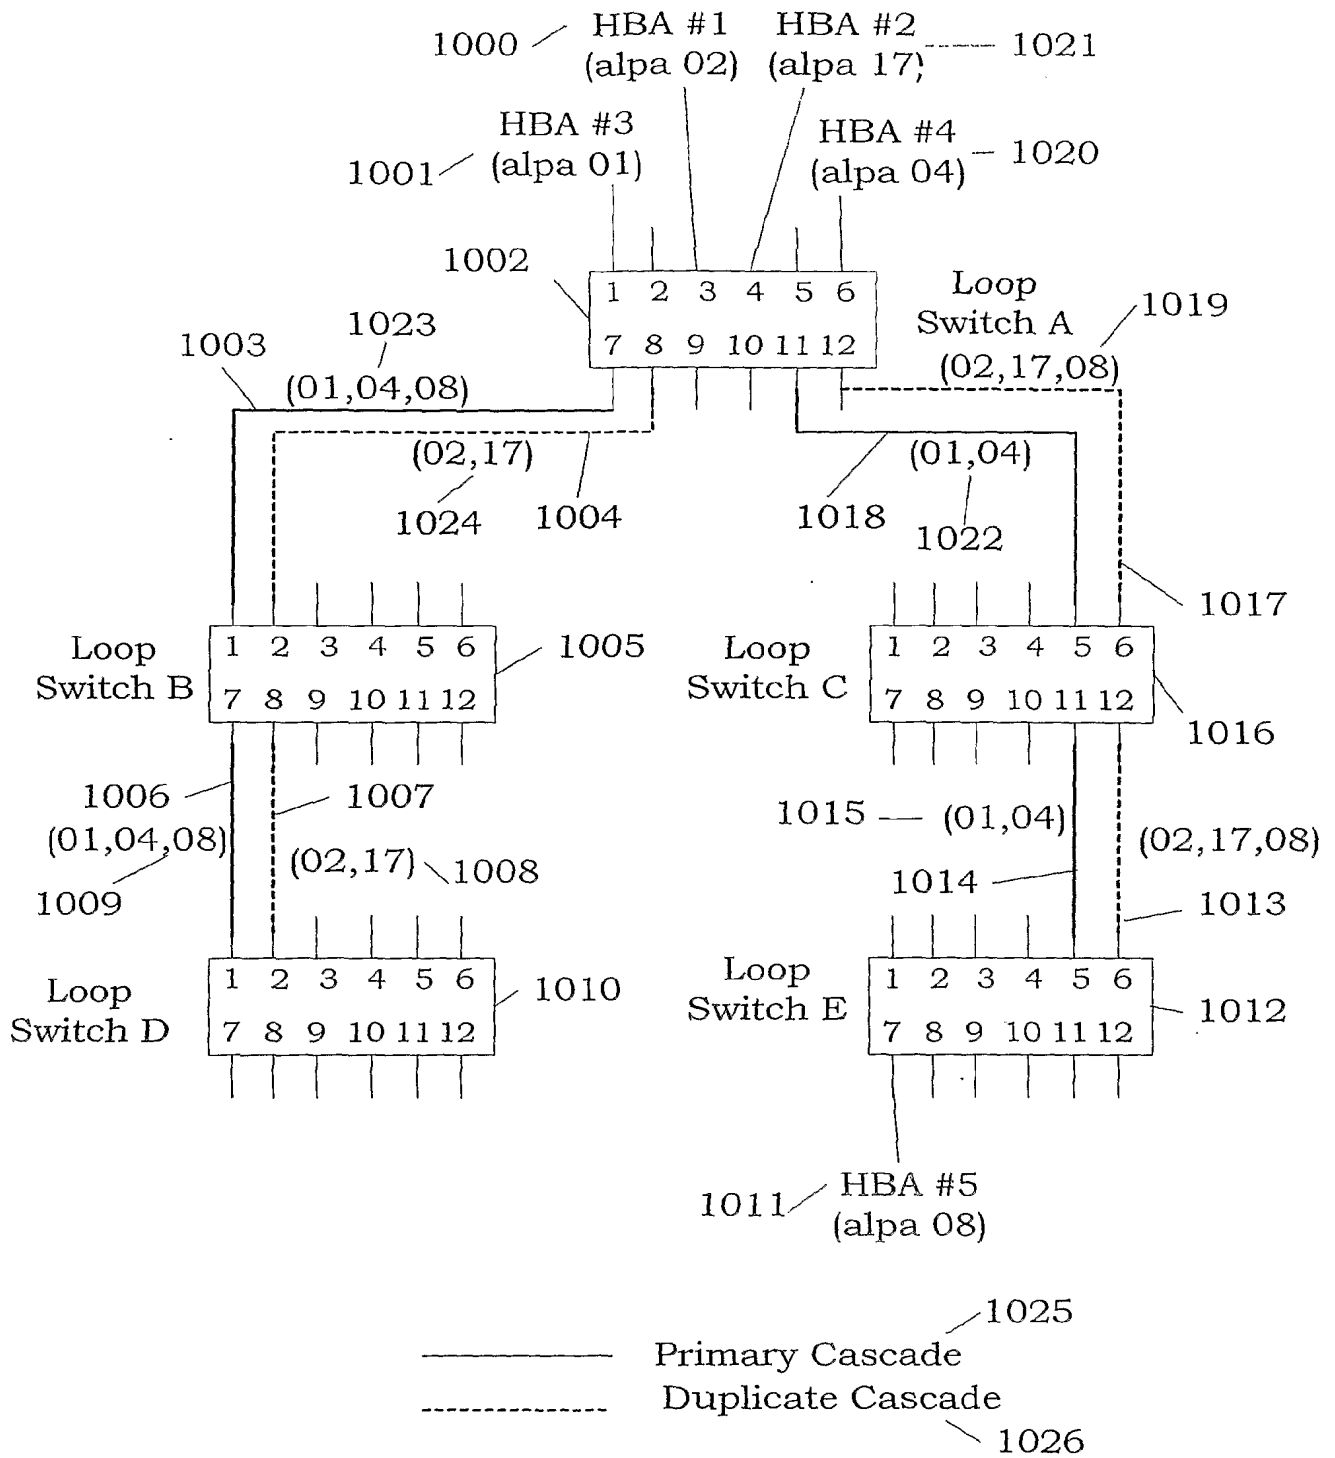 1000 HBA #1 HBA #2 1021
(alpa 02) (alpa 17)
HBA #3 HBA #4 1020
1001 (alpa 01) (alpa 04)
1002
Loop
Switch A 1019
1 2 3 4 5 6
7 8 9 10 11 12
1003 1023
(01,04,08) (02,17,08)
(02,17) (01,04)
1024 1004 1018 1022
1017
Loop
Switch B
1 2 3 4 5 6
7 8 9 10 11 12
1005
Loop
Switch C
1 2 3 4 5 6
7 8 9 10 11 12
1016
1006 1007
(01,04,08)
(02,17) 1008
1009
1015 (01,04) (02,17,08)
1014 1013
Loop
Switch D
1 2 3 4 5 6
7 8 9 10 11 12
1010
Loop
Switch E
1 2 3 4 5 6
7 8 9 10 11 12
1012
1011 HBA #5
(alpa 08)
1025
Primary Cascade
Duplicate Cascade
1026